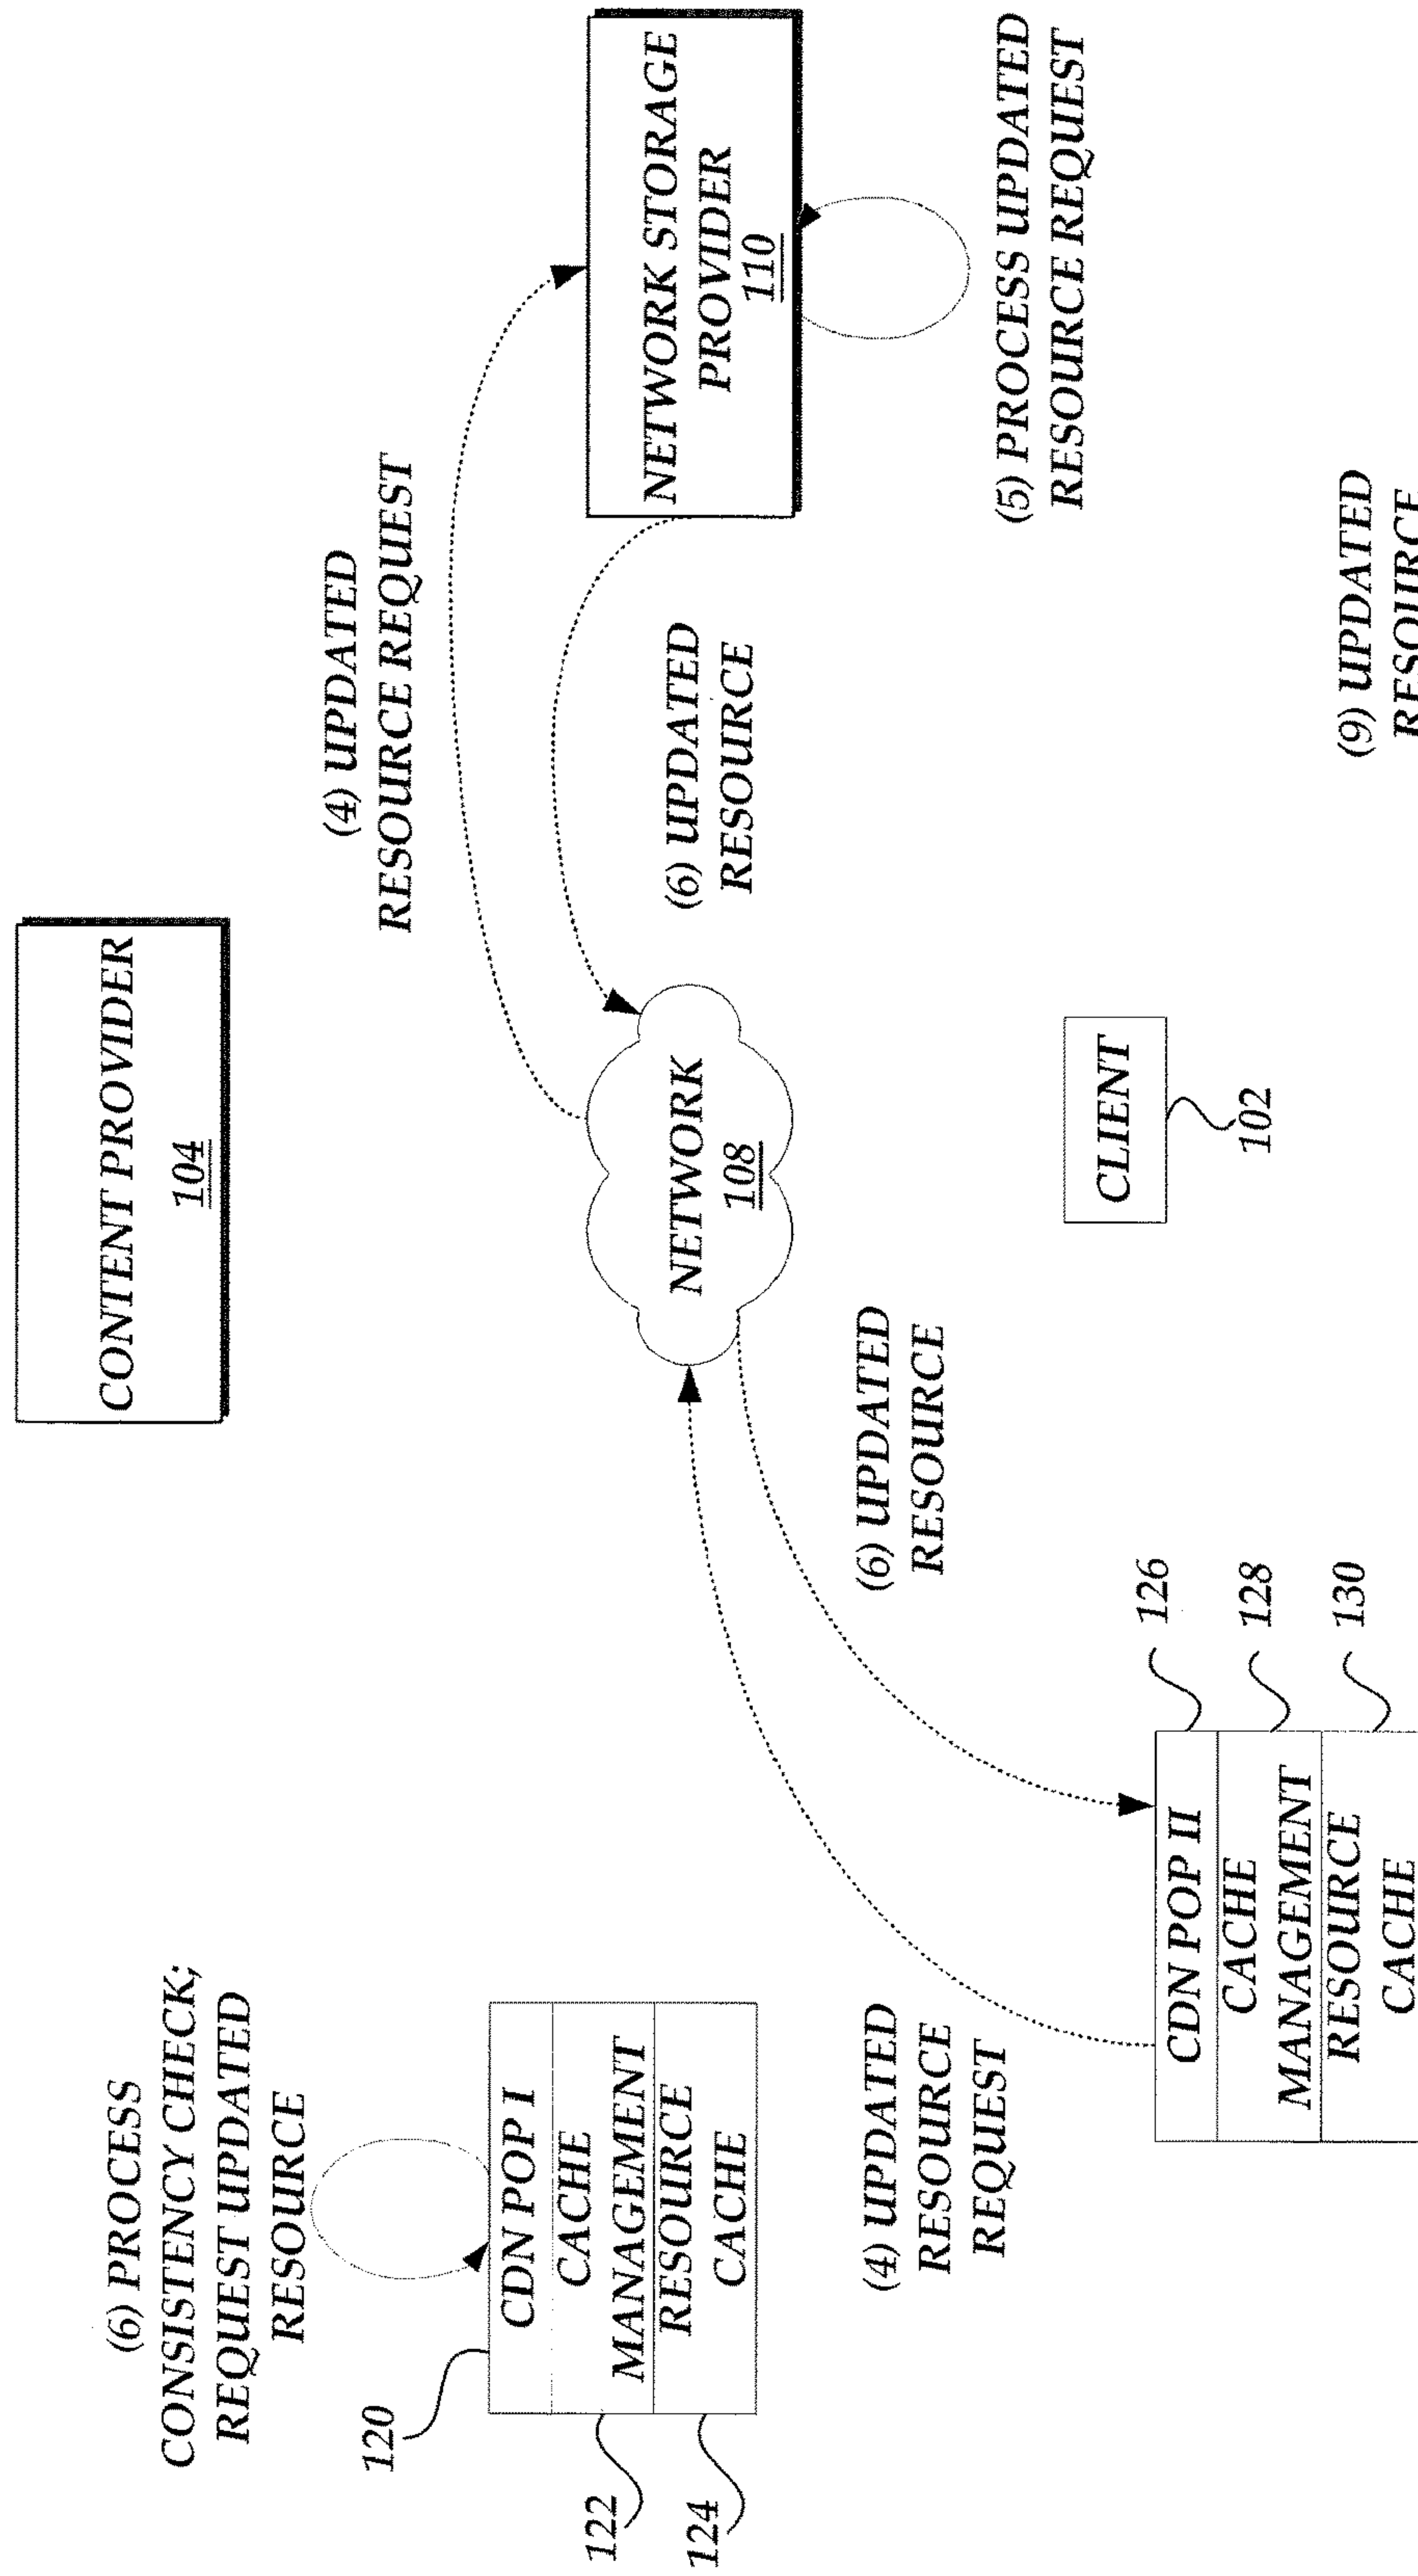 (6) PROCESS
CONSISTENCY CHECK;
REQUEST UPDATED
RESOURCE
120
CDN POP I
CACHE
MANAGEMENT
RESOURCE
CACHE
122
124
CONTENT PROVIDER
104
(4) UPDATED
RESOURCE REQUEST
NETWORK STORAGE
PROVIDER
110
(5) PROCESS UPDATED
RESOURCE REQUEST
(6) UPDATED
RESOURCE
NETWORK
108
(6) UPDATED
RESOURCE
(4) UPDATED
RESOURCE
REQUEST
CLIENT
102
CDN POP II
CACHE
MANAGEMENT
RESOURCE
CACHE
126
128
130
(9) UPDATED
RESOURCE